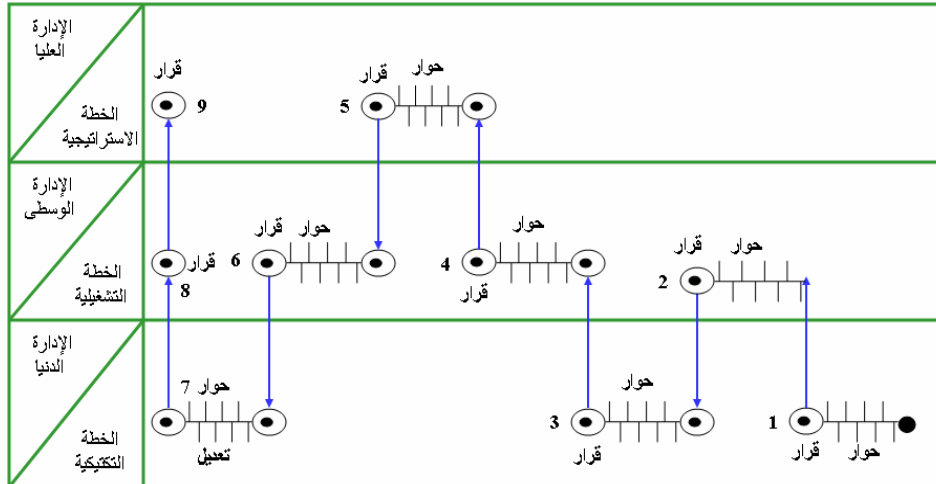 الإدارة
العليا
الخطة
الاستراتيجية
قرار
9
قرار
حوار
5
الإدارة
الوسطى
الخطة
التشغيلية
قرار
8
قرار
حوار
6
حوار
4
قرار
قرار
حوار
2
الإدارة
الدنيا
الخطة
التكتيكية
7 حوار
تعديل
حوار
3
قرار
1
قرار
حوار